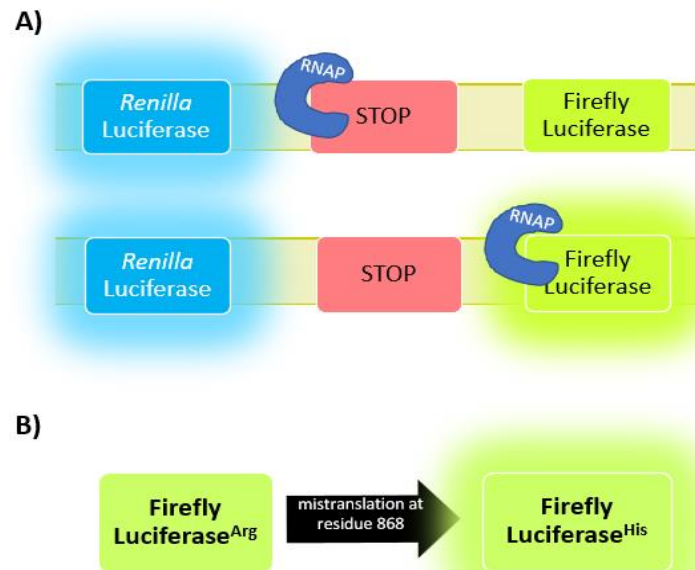 A)
RNAP
Renilla
Luciferase
STOP
Firefly
Luciferase
RNAP
Renilla
Luciferase
STOP
Firefly
Luciferase
B)
Firefly
LuciferaseArg
mistranslation at
residue 868
Firefly
LuciferaseHis